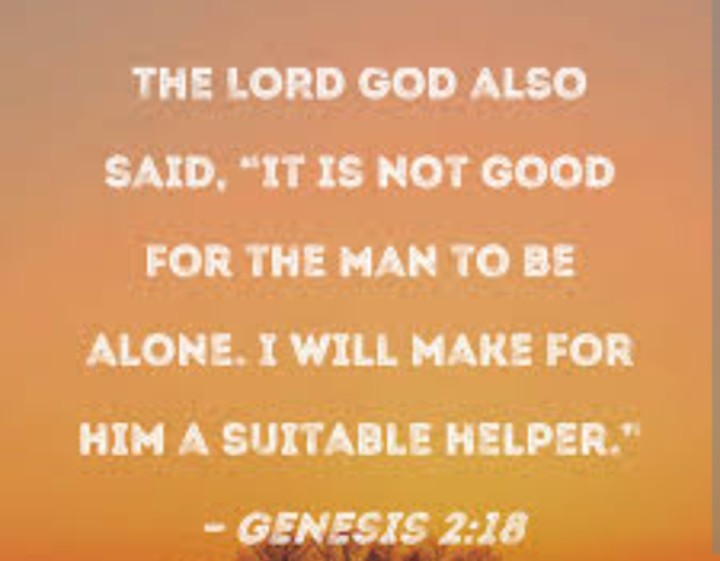 THE LORD GOD ALSO
SAID, "IT IS NOT GOOD
FOR THE MAN TO BE
ALONE. I WILL MAKE FOR
HIM A SUITABLE HELPER."
- GENESIS 2:18